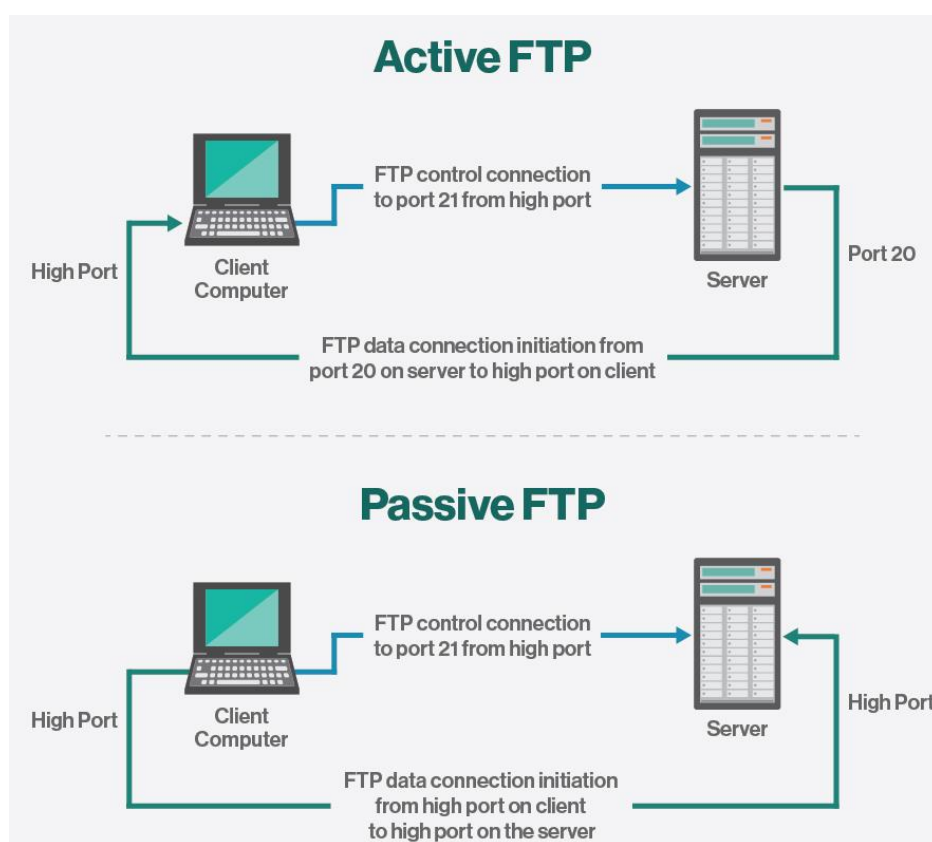 Active FTP
FTP control connection
to port 21 from high port
High Port
Client
Computer
Server
Port 20
FTP data connection initiation from
port 20 on server to high port on client
Passive FTP
FTP control connection
to port 21 from high port
High Port
Client
Computer
Server
High Port
FTP data connection initiation
from high port on client
to high port on the server